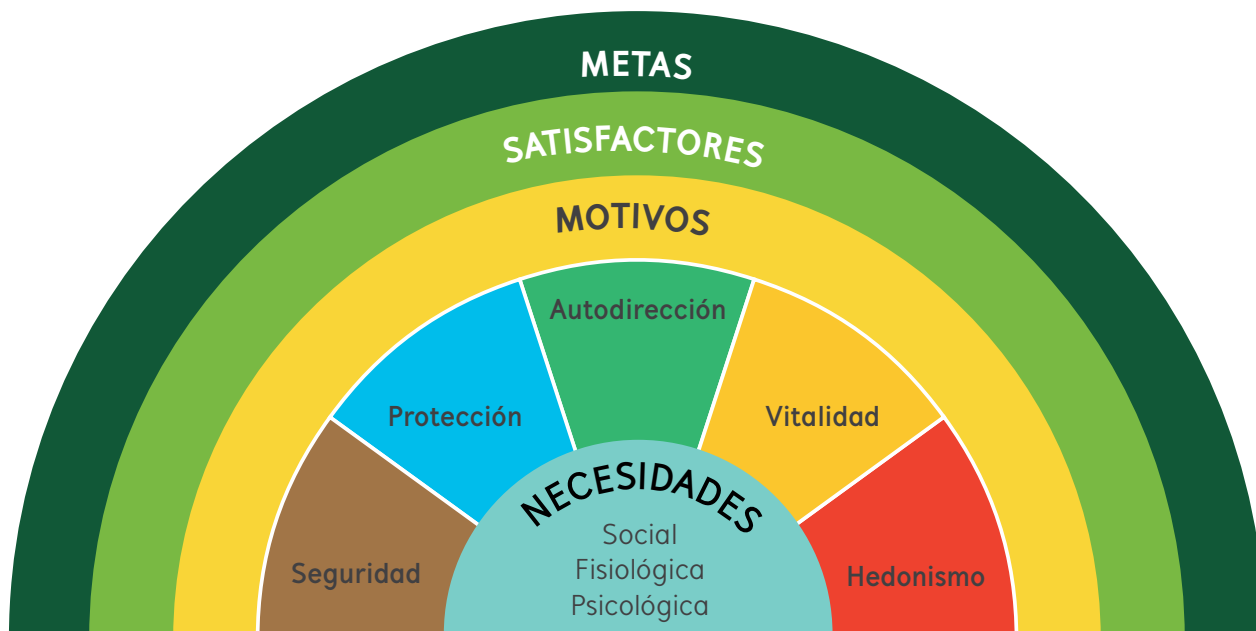 METAS
SATISFACTORES
MOTIVOS
Autodirección
Protección
Vitalidad
Seguridad
Hedonismo
NECESIDADES
Social
Fisiológica
Psicológica